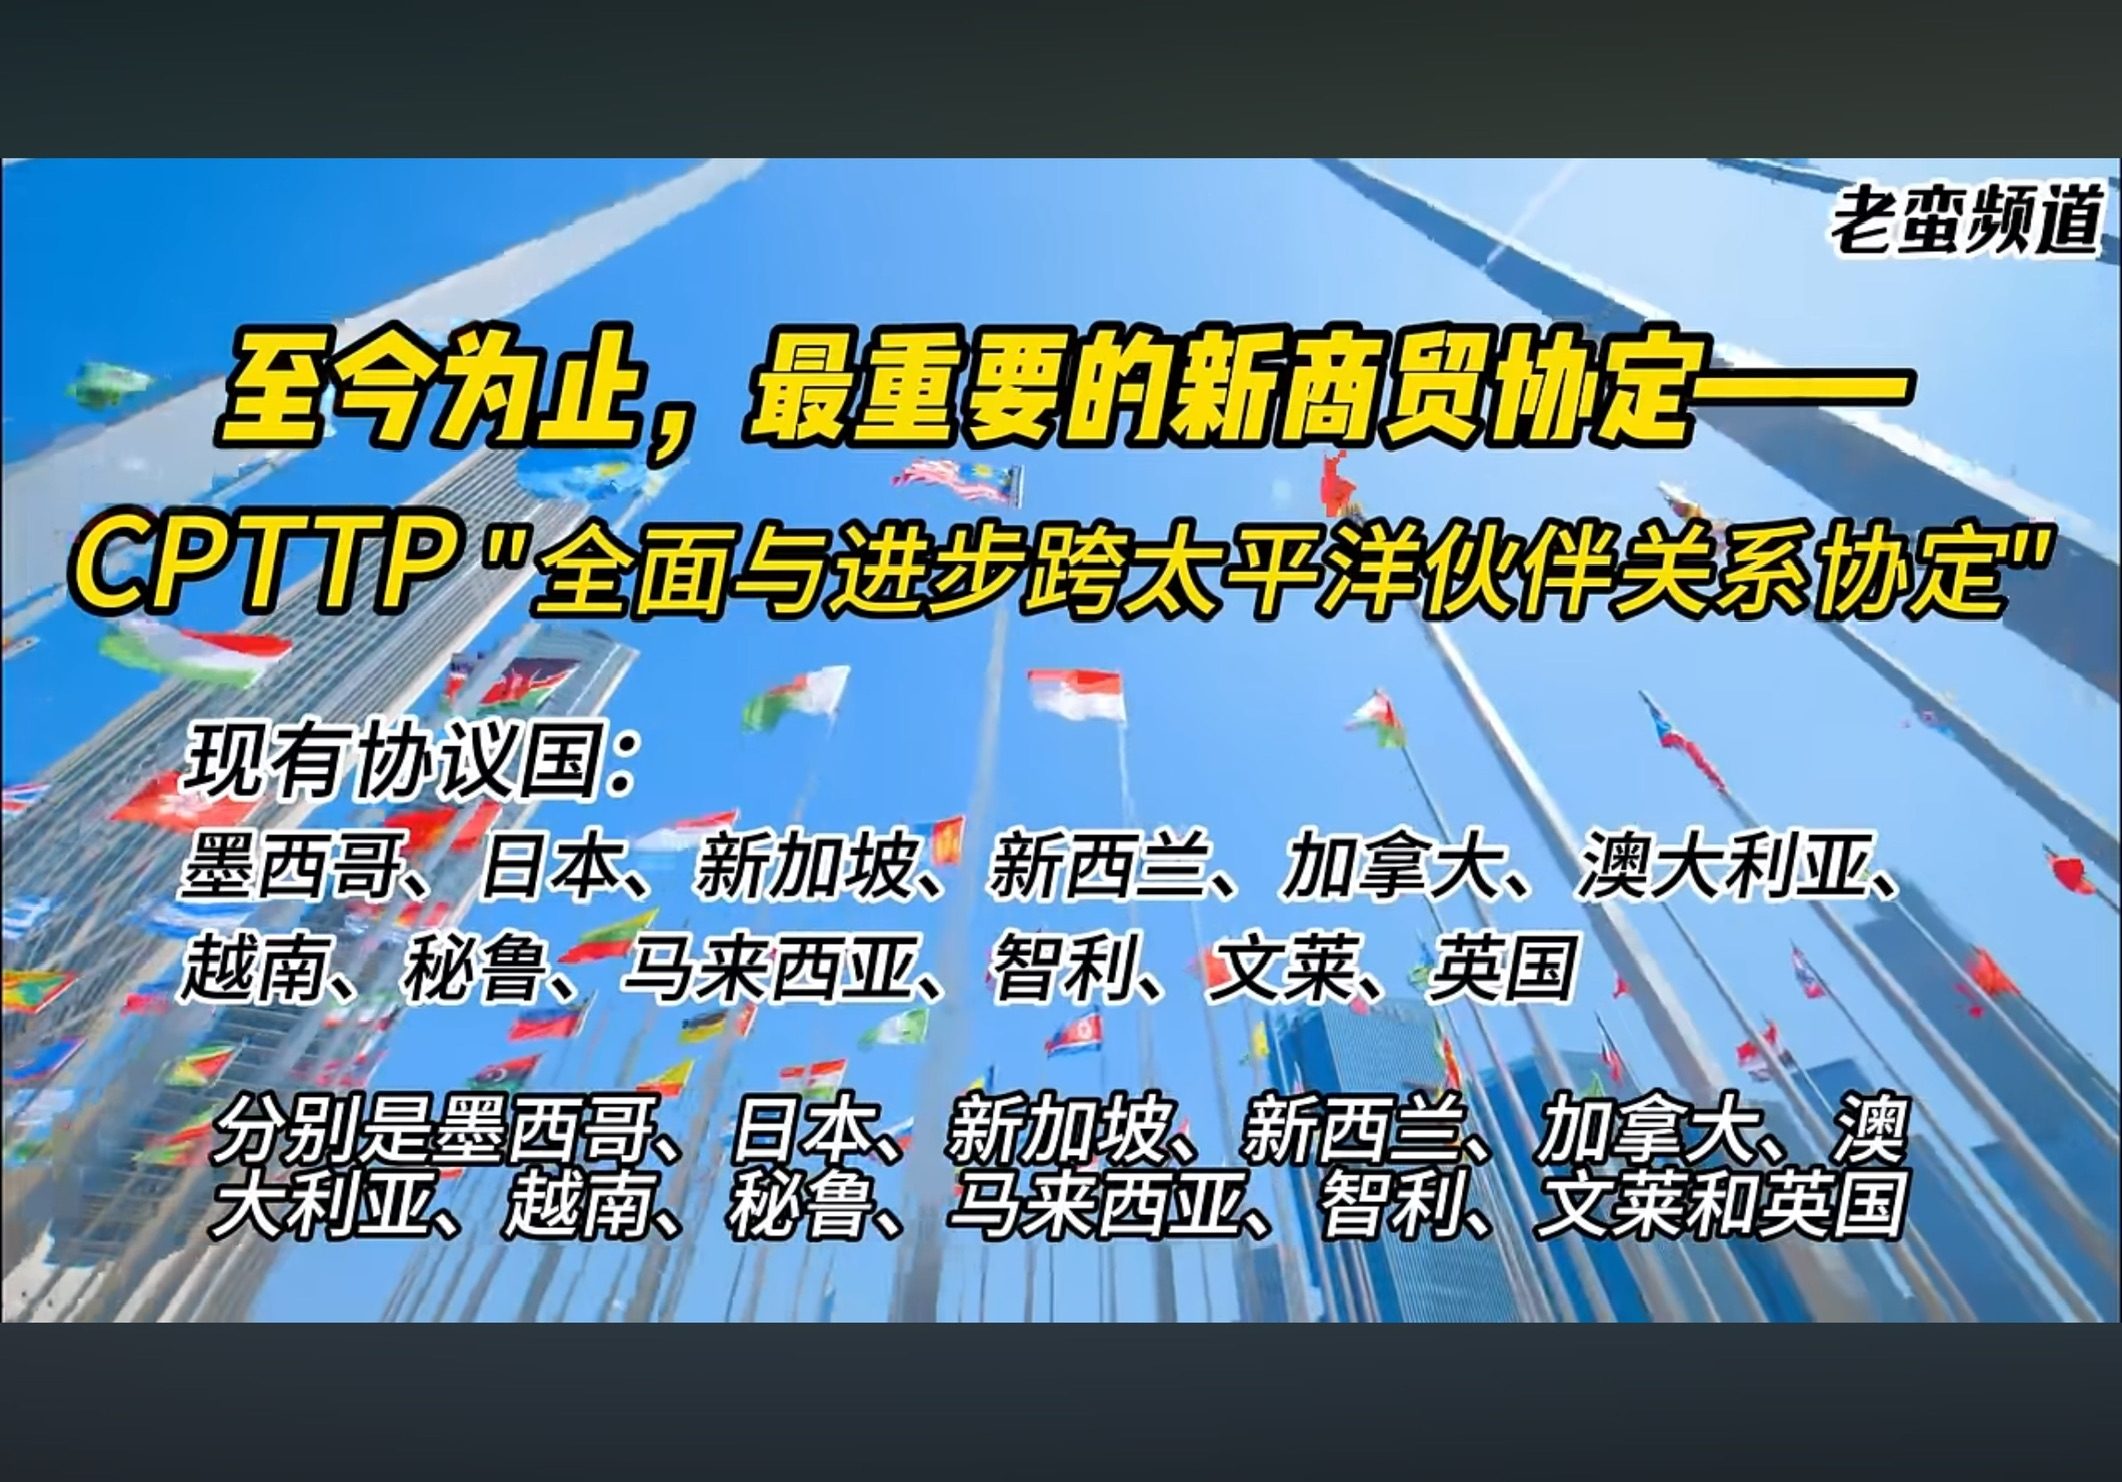 老蛮频道
至今为止，最重要的新商贸协定——
CPTTP"全面与进步跨太平洋伙伴关系协定"
现有协议国：
墨西哥、日本、新加坡、新西兰、加拿大、澳大利亚、
越南、秘鲁、马来西亚、智利、文莱、英国
分别是墨西哥、日本、新加坡、新西兰、加拿大、澳
大利亚、越南、秘鲁、马来西亚、智利、文莱和英国